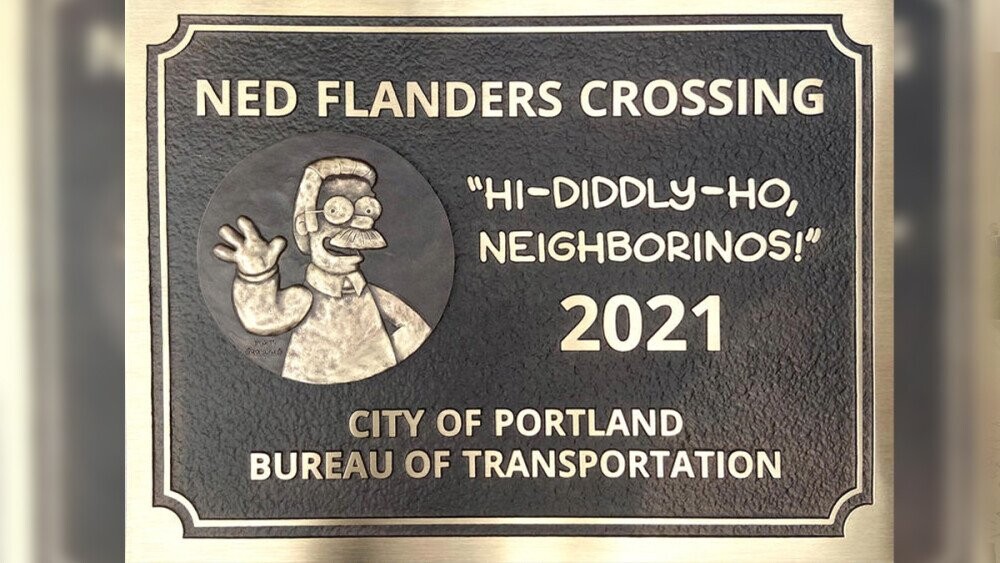 NED FLANDERS CROSSING
"HI-DIDDLY-HO,
NEIGHBORINOS!"
2021
CITY OF PORTLAND
BUREAU OF TRANSPORTATION